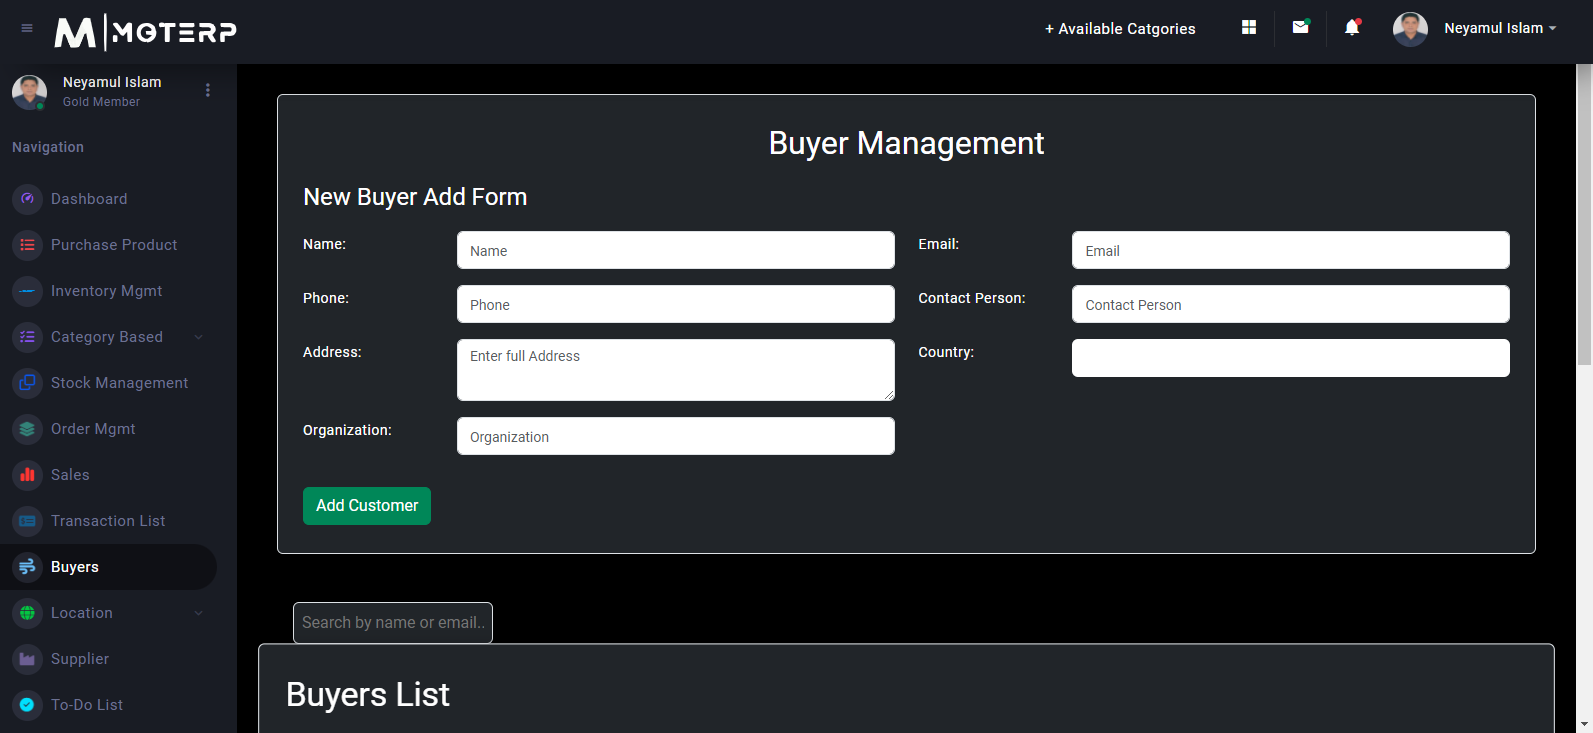 M|MOTERP
+ Available Catgories
Neyamul Islam
Neyamul Islam
Gold Member
Navigation
Dashboard
Purchase Product
Inventory Mgmt
Category Based
Stock Management
Order Mgmt
Sales
Transaction List
Buyers
Location
Supplier
To-Do List
Buyer Management
New Buyer Add Form
Name:
Name
Email:
Email
Phone:
Phone
Contact Person:
Contact Person
Address:
Enter full Address
Country:
Organization:
Organization
Add Customer
Search by name or email..
Buyers List